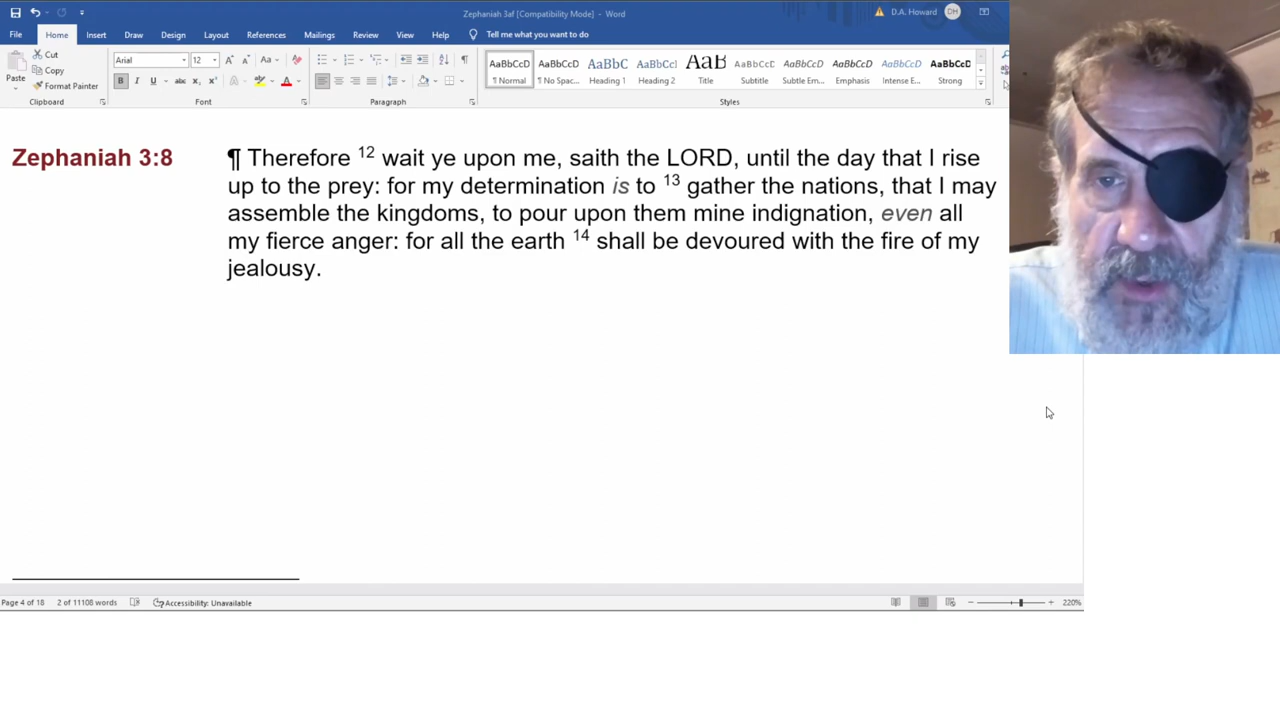 Zephaniah 3af [Compatibility Mode] - Word
D.A. Howard DH
File Home Insert Draw Design Layout References Mailings Review View Help Tell me what you want to do
Paste
Cut
Copy
Format Painter
Clipboard
Arial 12 A A Aa A
B I U abc x₂ x² A A
Font
Paragraph
AaBbCcD AaBbCcD AaBbC AaBbCcI AaB AaBbCcD AaBbCcD AaBbCcD AaBbCcD AaBbCcD
¶ Normal ¶ No Spac... Heading 1 Heading 2 Title Subtitle Subtle Em... Emphasis Intense E... Strong
Styles
Zephaniah 3:8 ¶ Therefore 12 wait ye upon me, saith the LORD, until the day that I rise
up to the prey: for my determination is to 13 gather the nations, that I may
assemble the kingdoms, to pour upon them mine indignation, even all
my fierce anger: for all the earth 14 shall be devoured with the fire of my
jealousy.
Page 4 of 18 2 of 11108 words Accessibility: Unavailable 220%